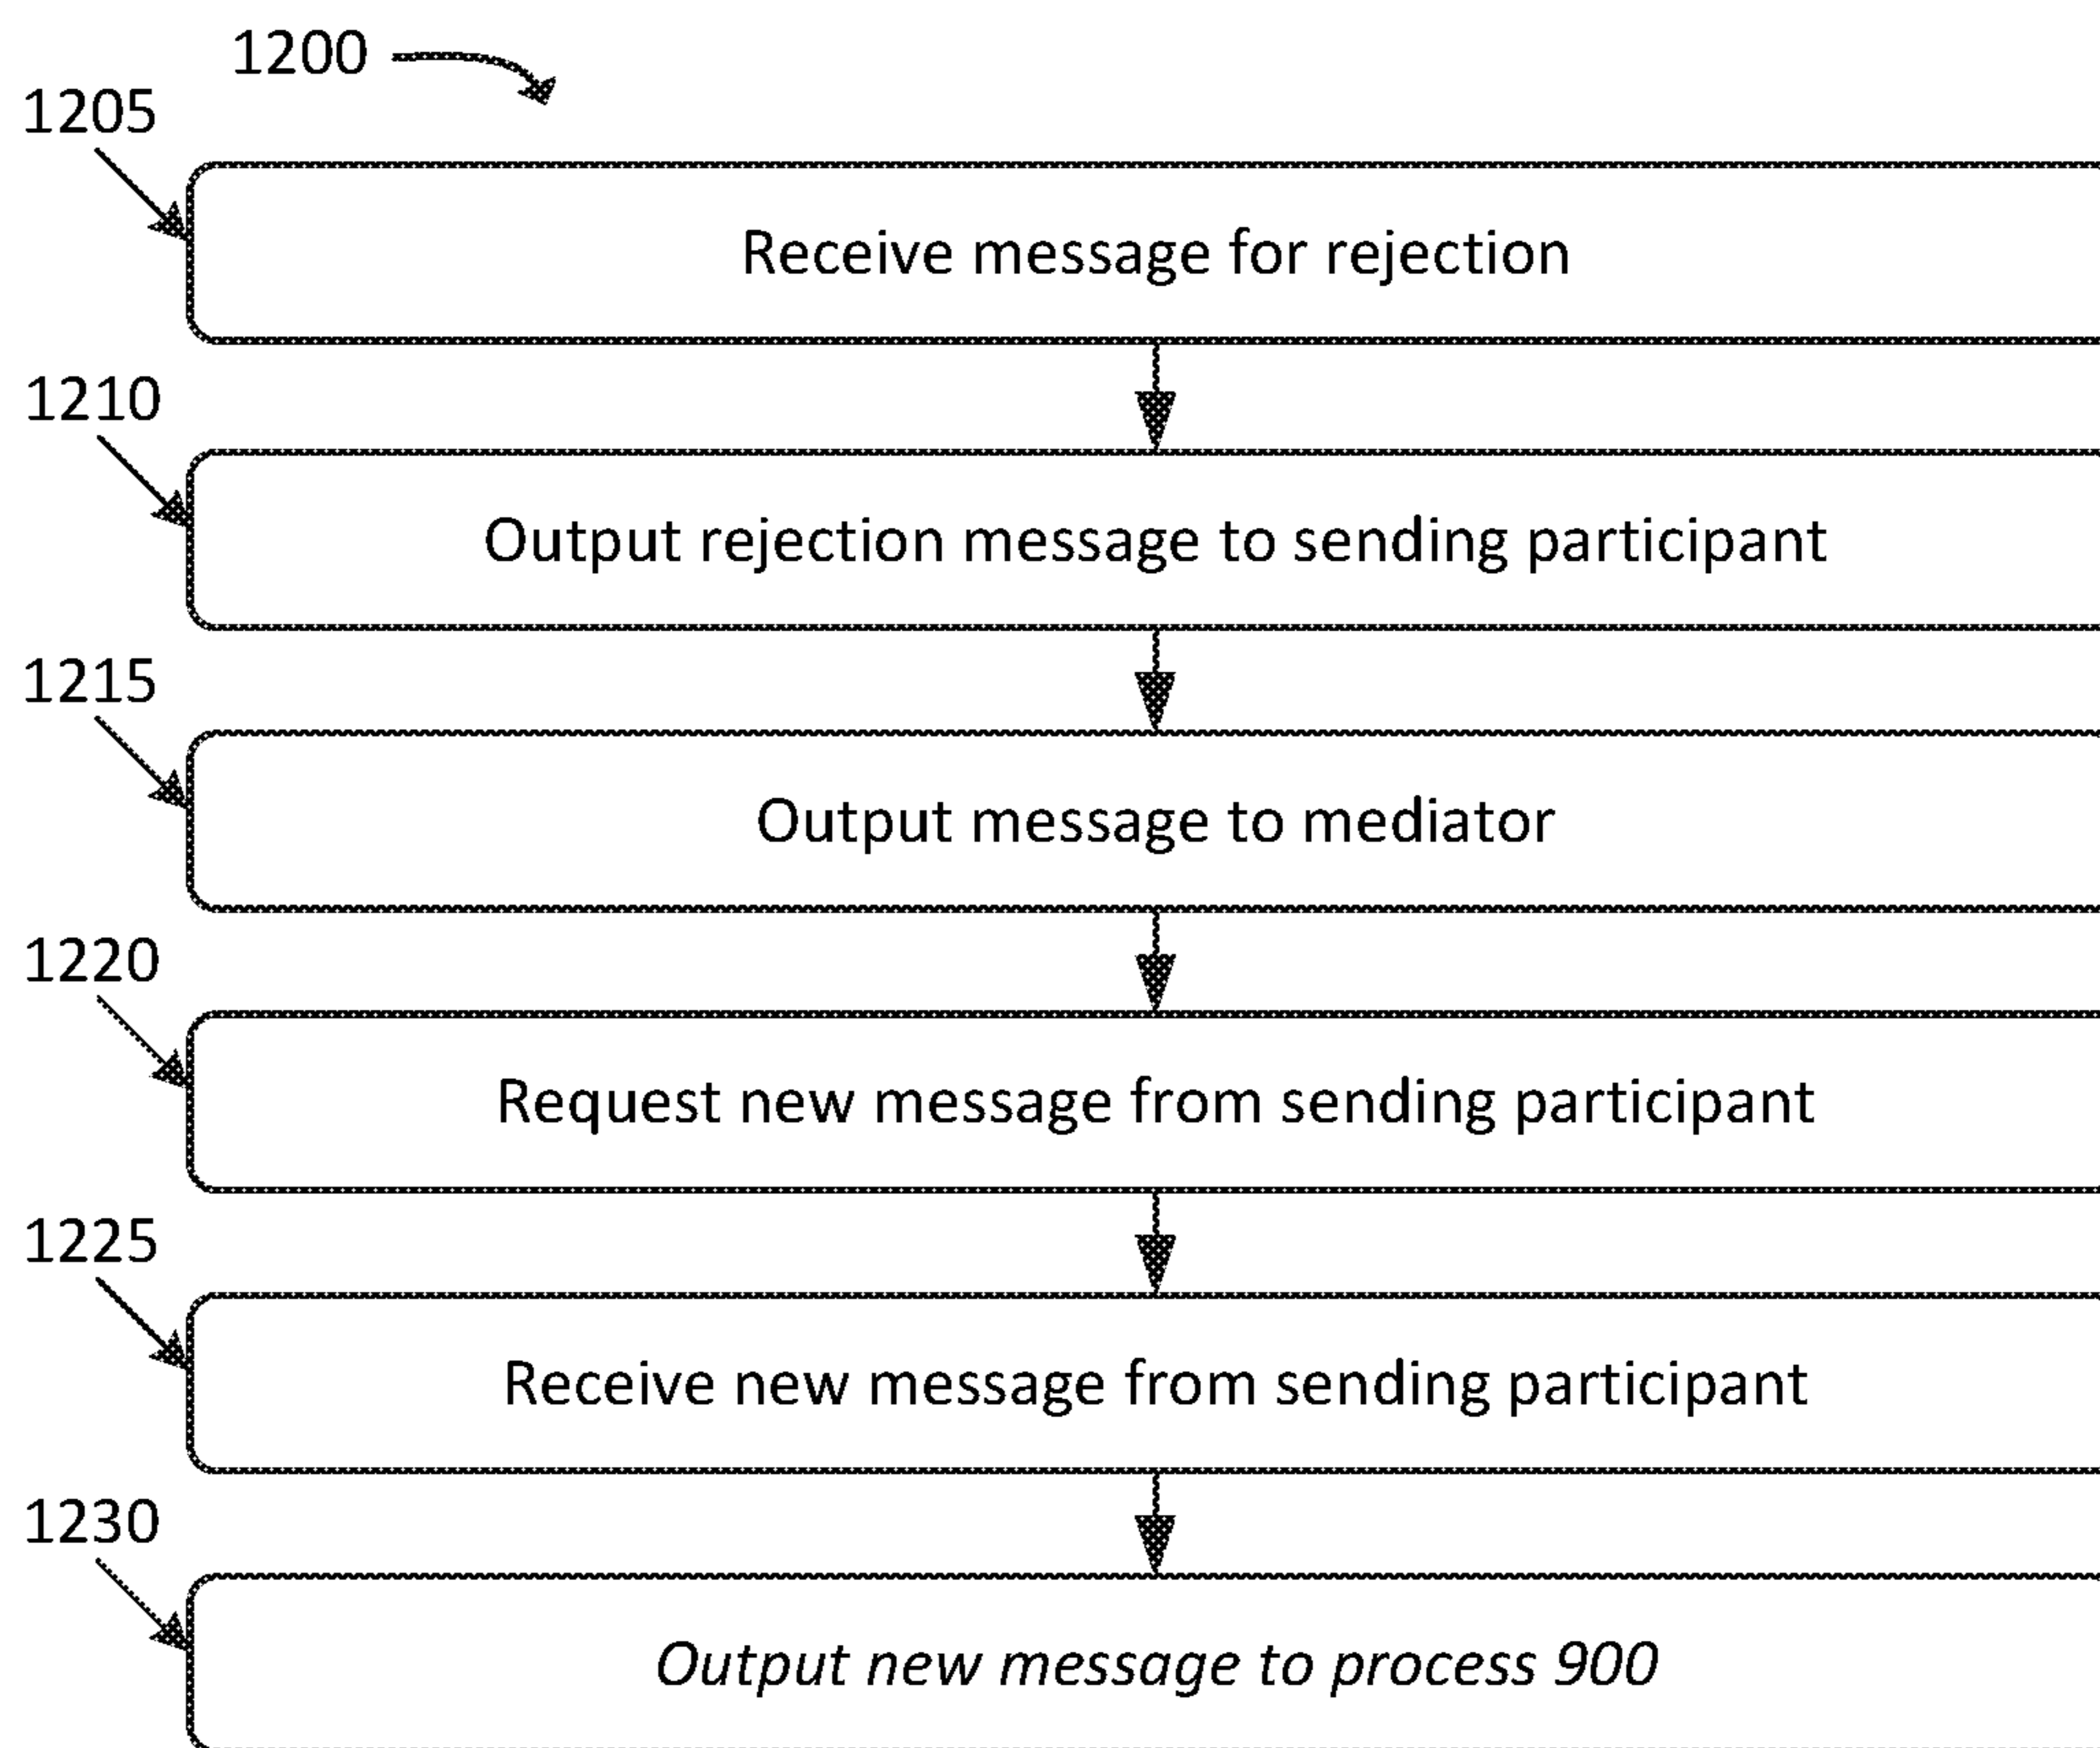 1200
1205
Receive message for rejection
1210
Output rejection message to sending participant
1215
Output message to mediator
1220
Request new message from sending participant
1225
Receive new message from sending participant
1230
Output new message to process 900